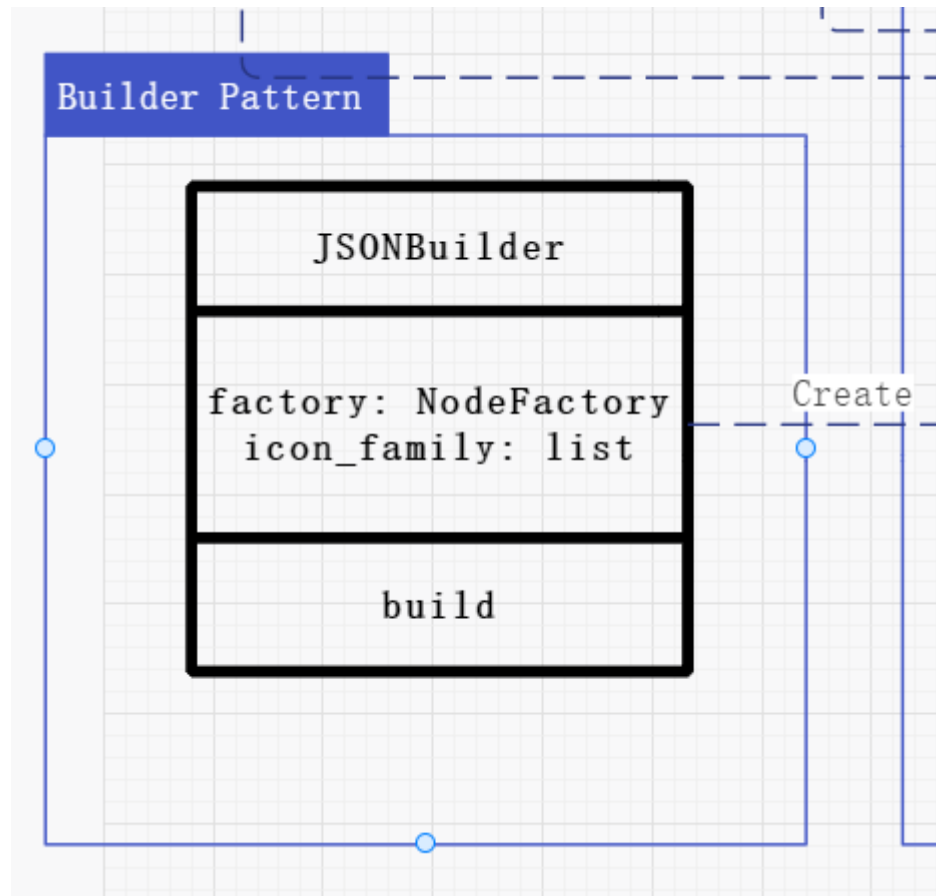 Builder Pattern
JSONBuilder
factory: NodeFactory
icon_family: list
Create
build